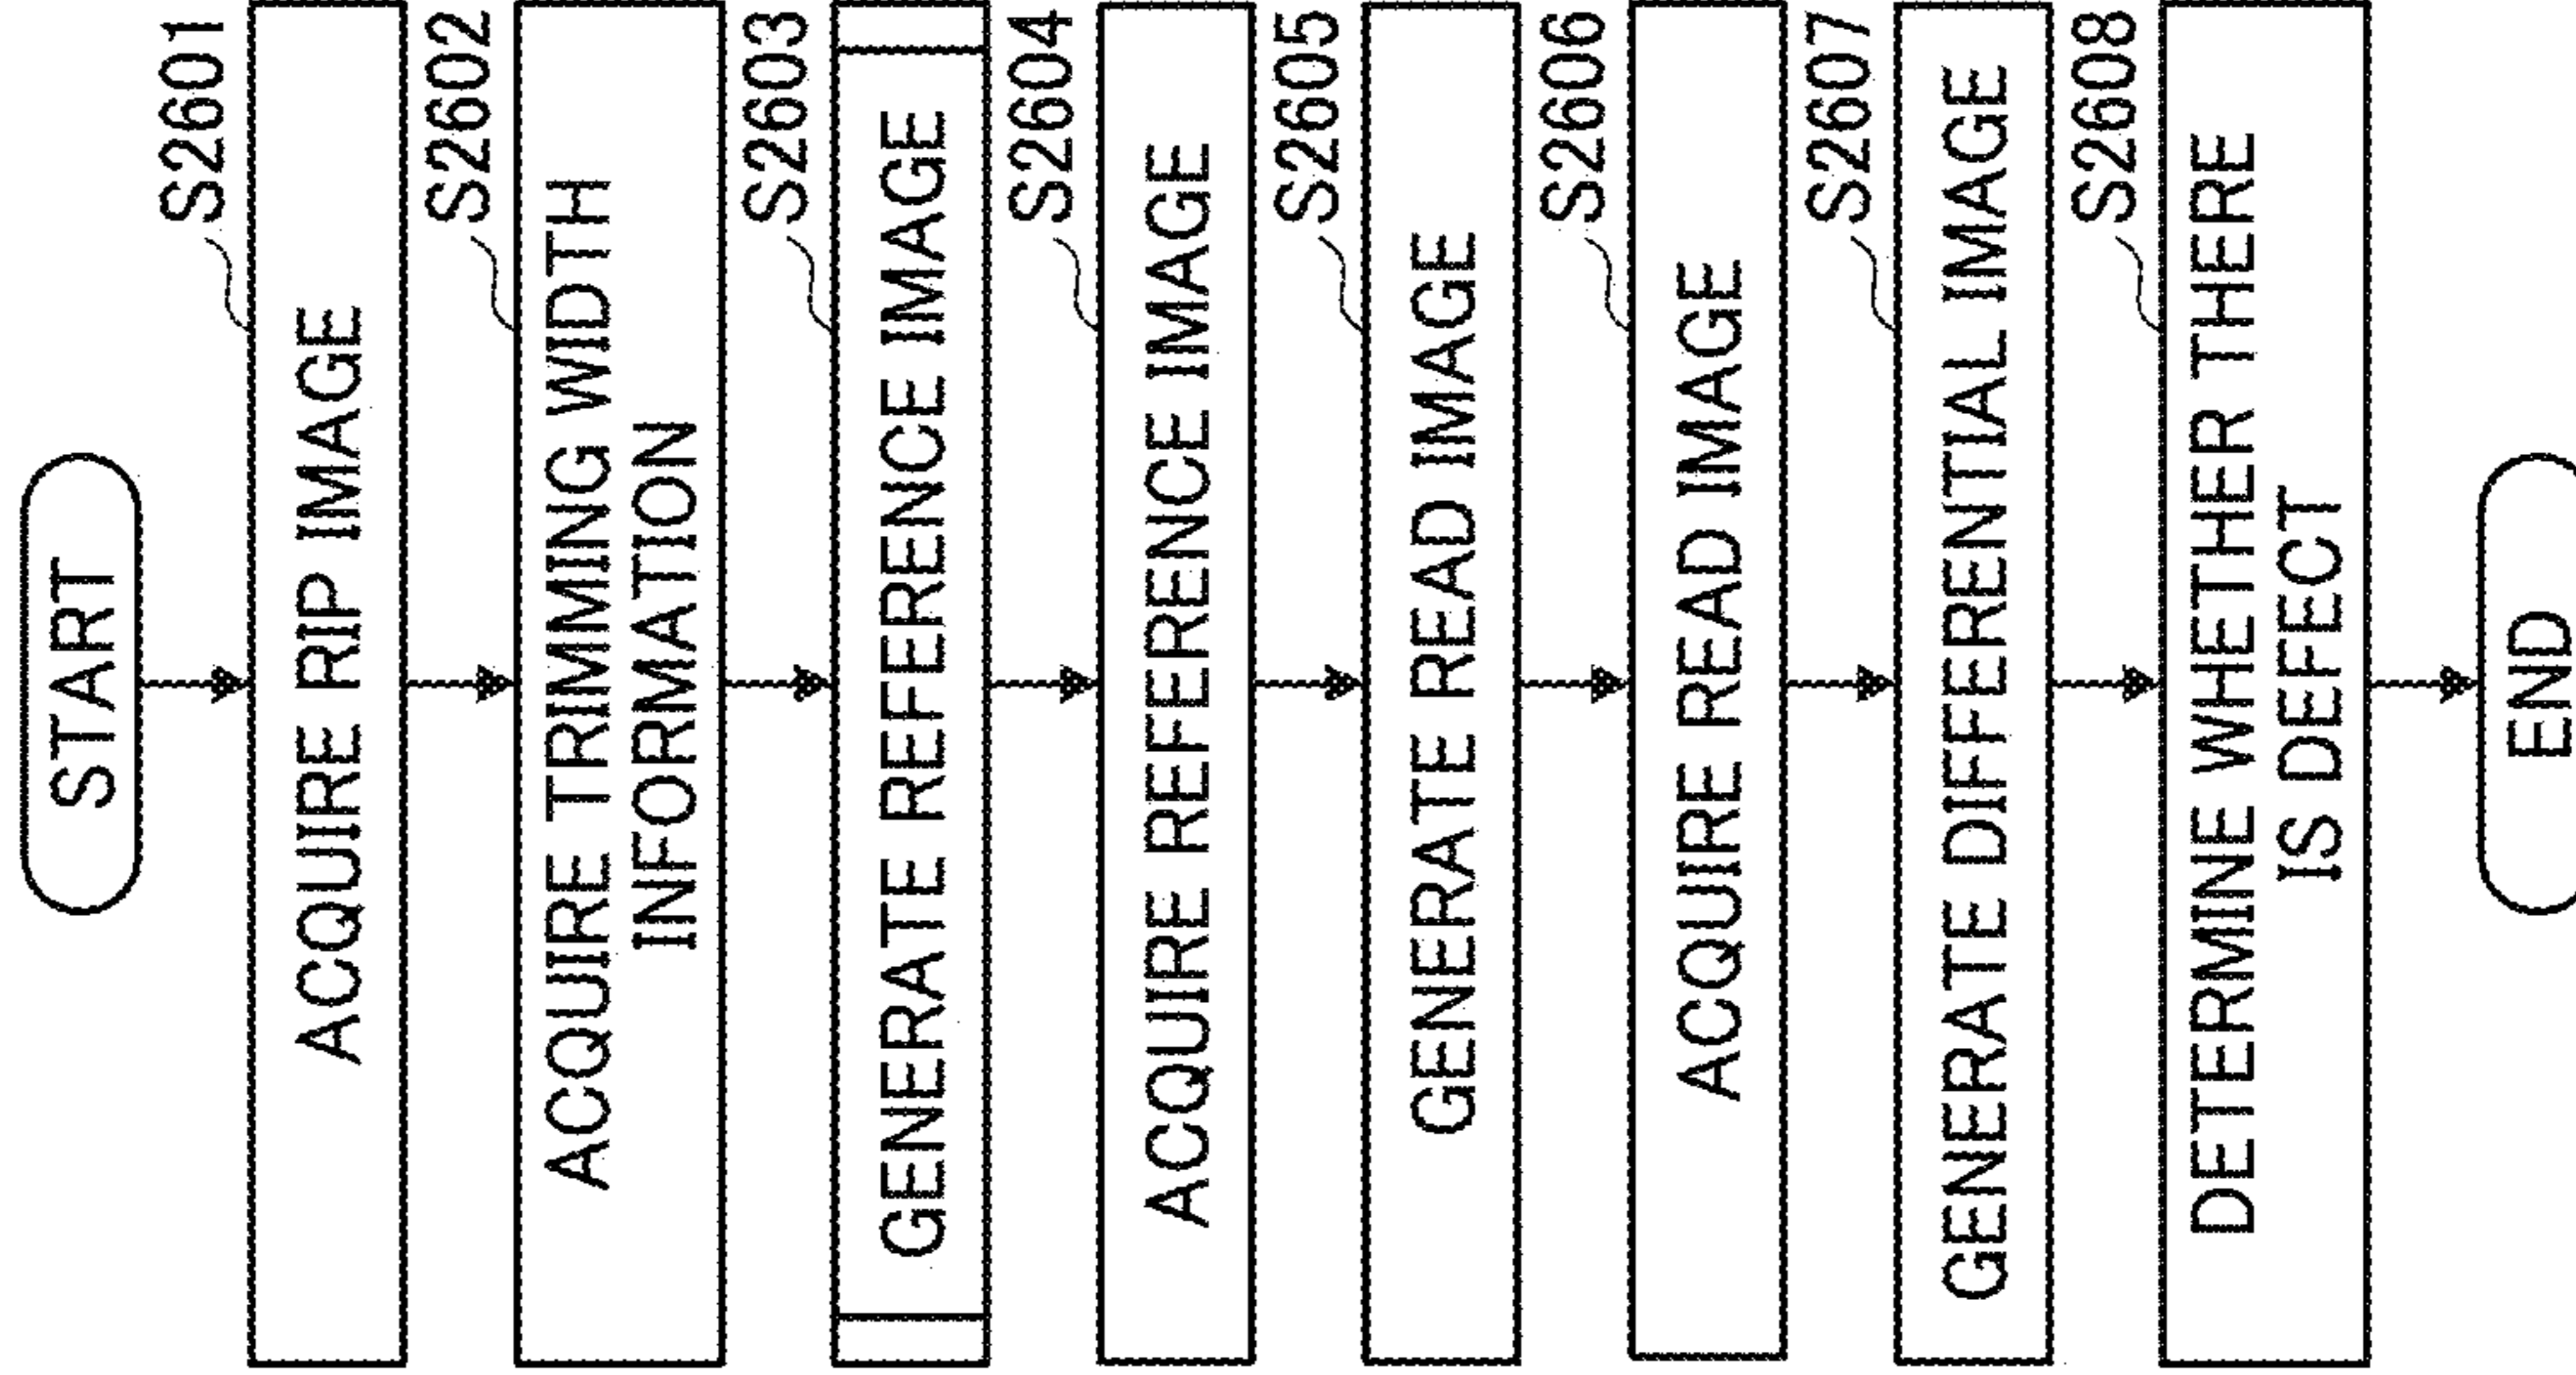 START
S2601
ACQUIRE RIP IMAGE
S2602
ACQUIRE TRIMMING WIDTH
INFORMATION
S2603
GENERATE REFERENCE IMAGE
S2604
ACQUIRE REFERENCE IMAGE
S2605
GENERATE READ IMAGE
S2606
ACQUIRE READ IMAGE
S2607
GENERATE DIFFERENTIAL IMAGE
S2608
DETERMINE WHETHER THERE
IS DEFECT
END